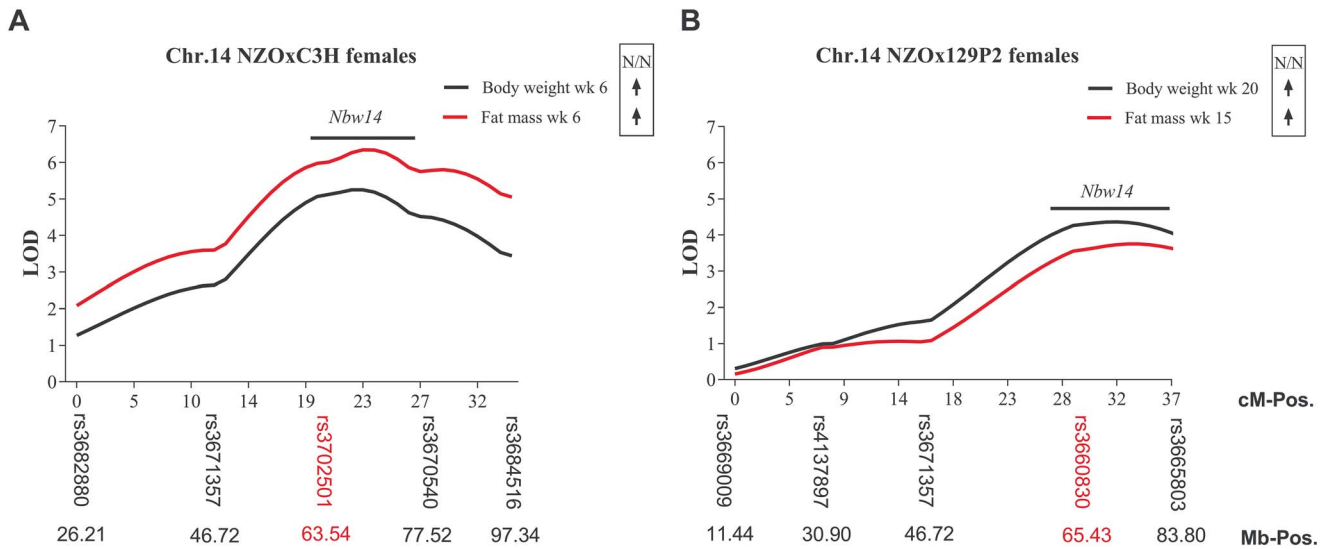 A
Chr.14 NZOxC3H females
N/N
Body weight wk 6
Fat mass wk 6
Nbw14
LOD
7
6
5
4
3
2
1
0
0 5 10 14 19 23 27 32
rs3682880 rs3671357 rs3702501 rs3670540 rs3684516
26.21 46.72 63.54 77.52 97.34
B
Chr.14 NZOx129P2 females
N/N
Body weight wk 20
Fat mass wk 15
Nbw14
LOD
7
6
5
4
3
2
1
0
0 5 9 14 18 23 28 32 37
cM-Pos.
rs3669009 rs4137897 rs3671357 rs3660830 rs3665803
11.44 30.90 46.72 65.43 83.80
Mb-Pos.